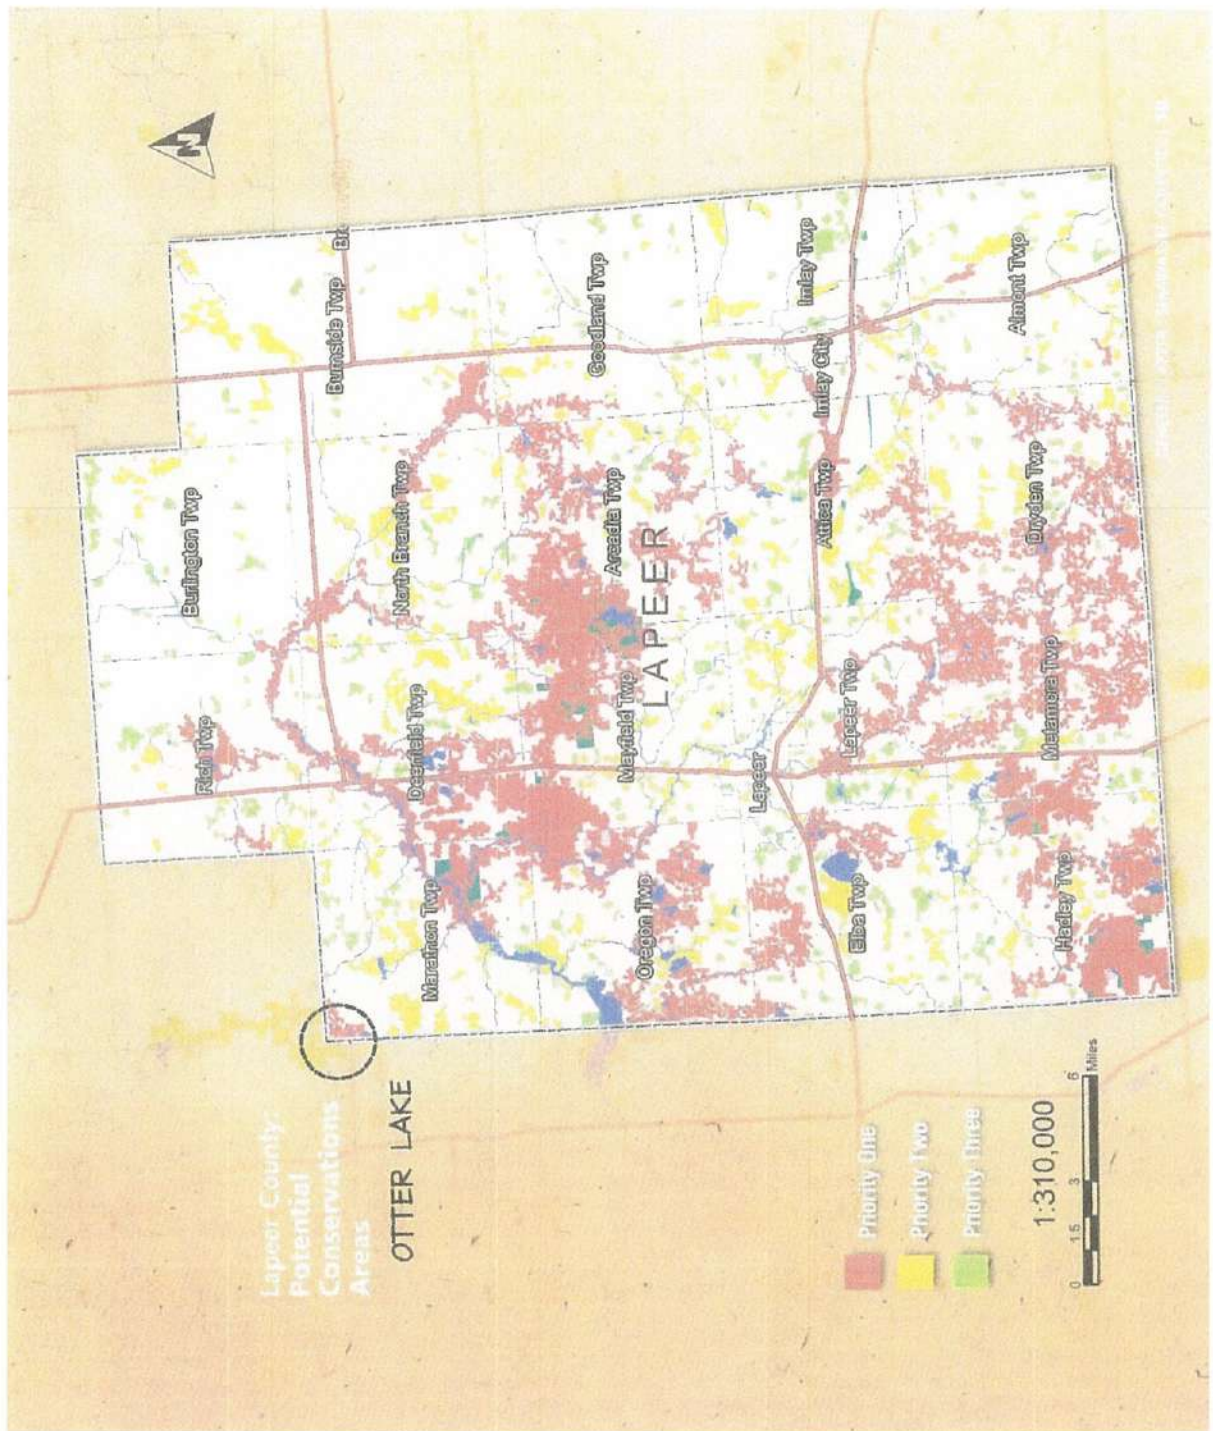 N
Lapeer County:
Potential
Conservations
Areas
OTTER LAKE
Burlington Twp
Rich Twp
Burnside Twp
North Branch Twp
Deerfield Twp
Marathon Twp
Goodland Twp
Arcadia Twp
Mayfield Twp
Oregon Twp
LAPEER
Imlay Twp
Imlay City
Attica Twp
Lapeer
Lapeer Twp
Elba Twp
Almont Twp
Dryden Twp
Metamora Twp
Hadley Twp
Priority One
Priority Two
Priority Three
1:310,000
0 1.5 3 6
Miles